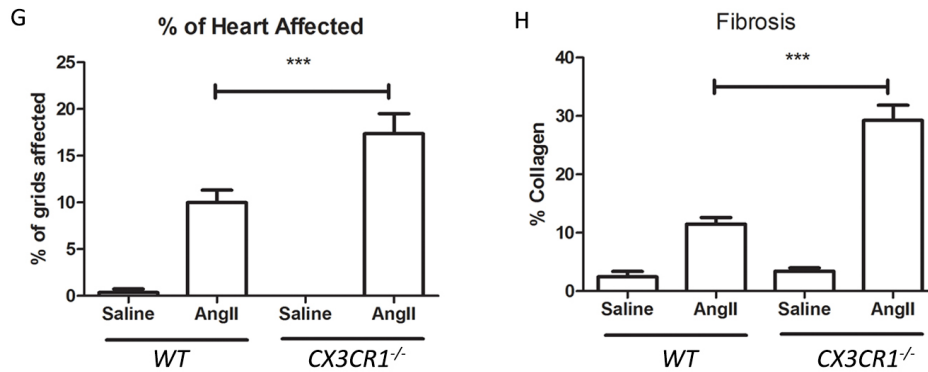 G
% of Heart Affected
***
25
20
15
10
5
0
% of grids affected
Saline AngII Saline AngII
WT CX3CR1-/-
H
Fibrosis
***
40
30
20
10
0
% Collagen
Saline AngII Saline AngII
WT CX3CR1-/-